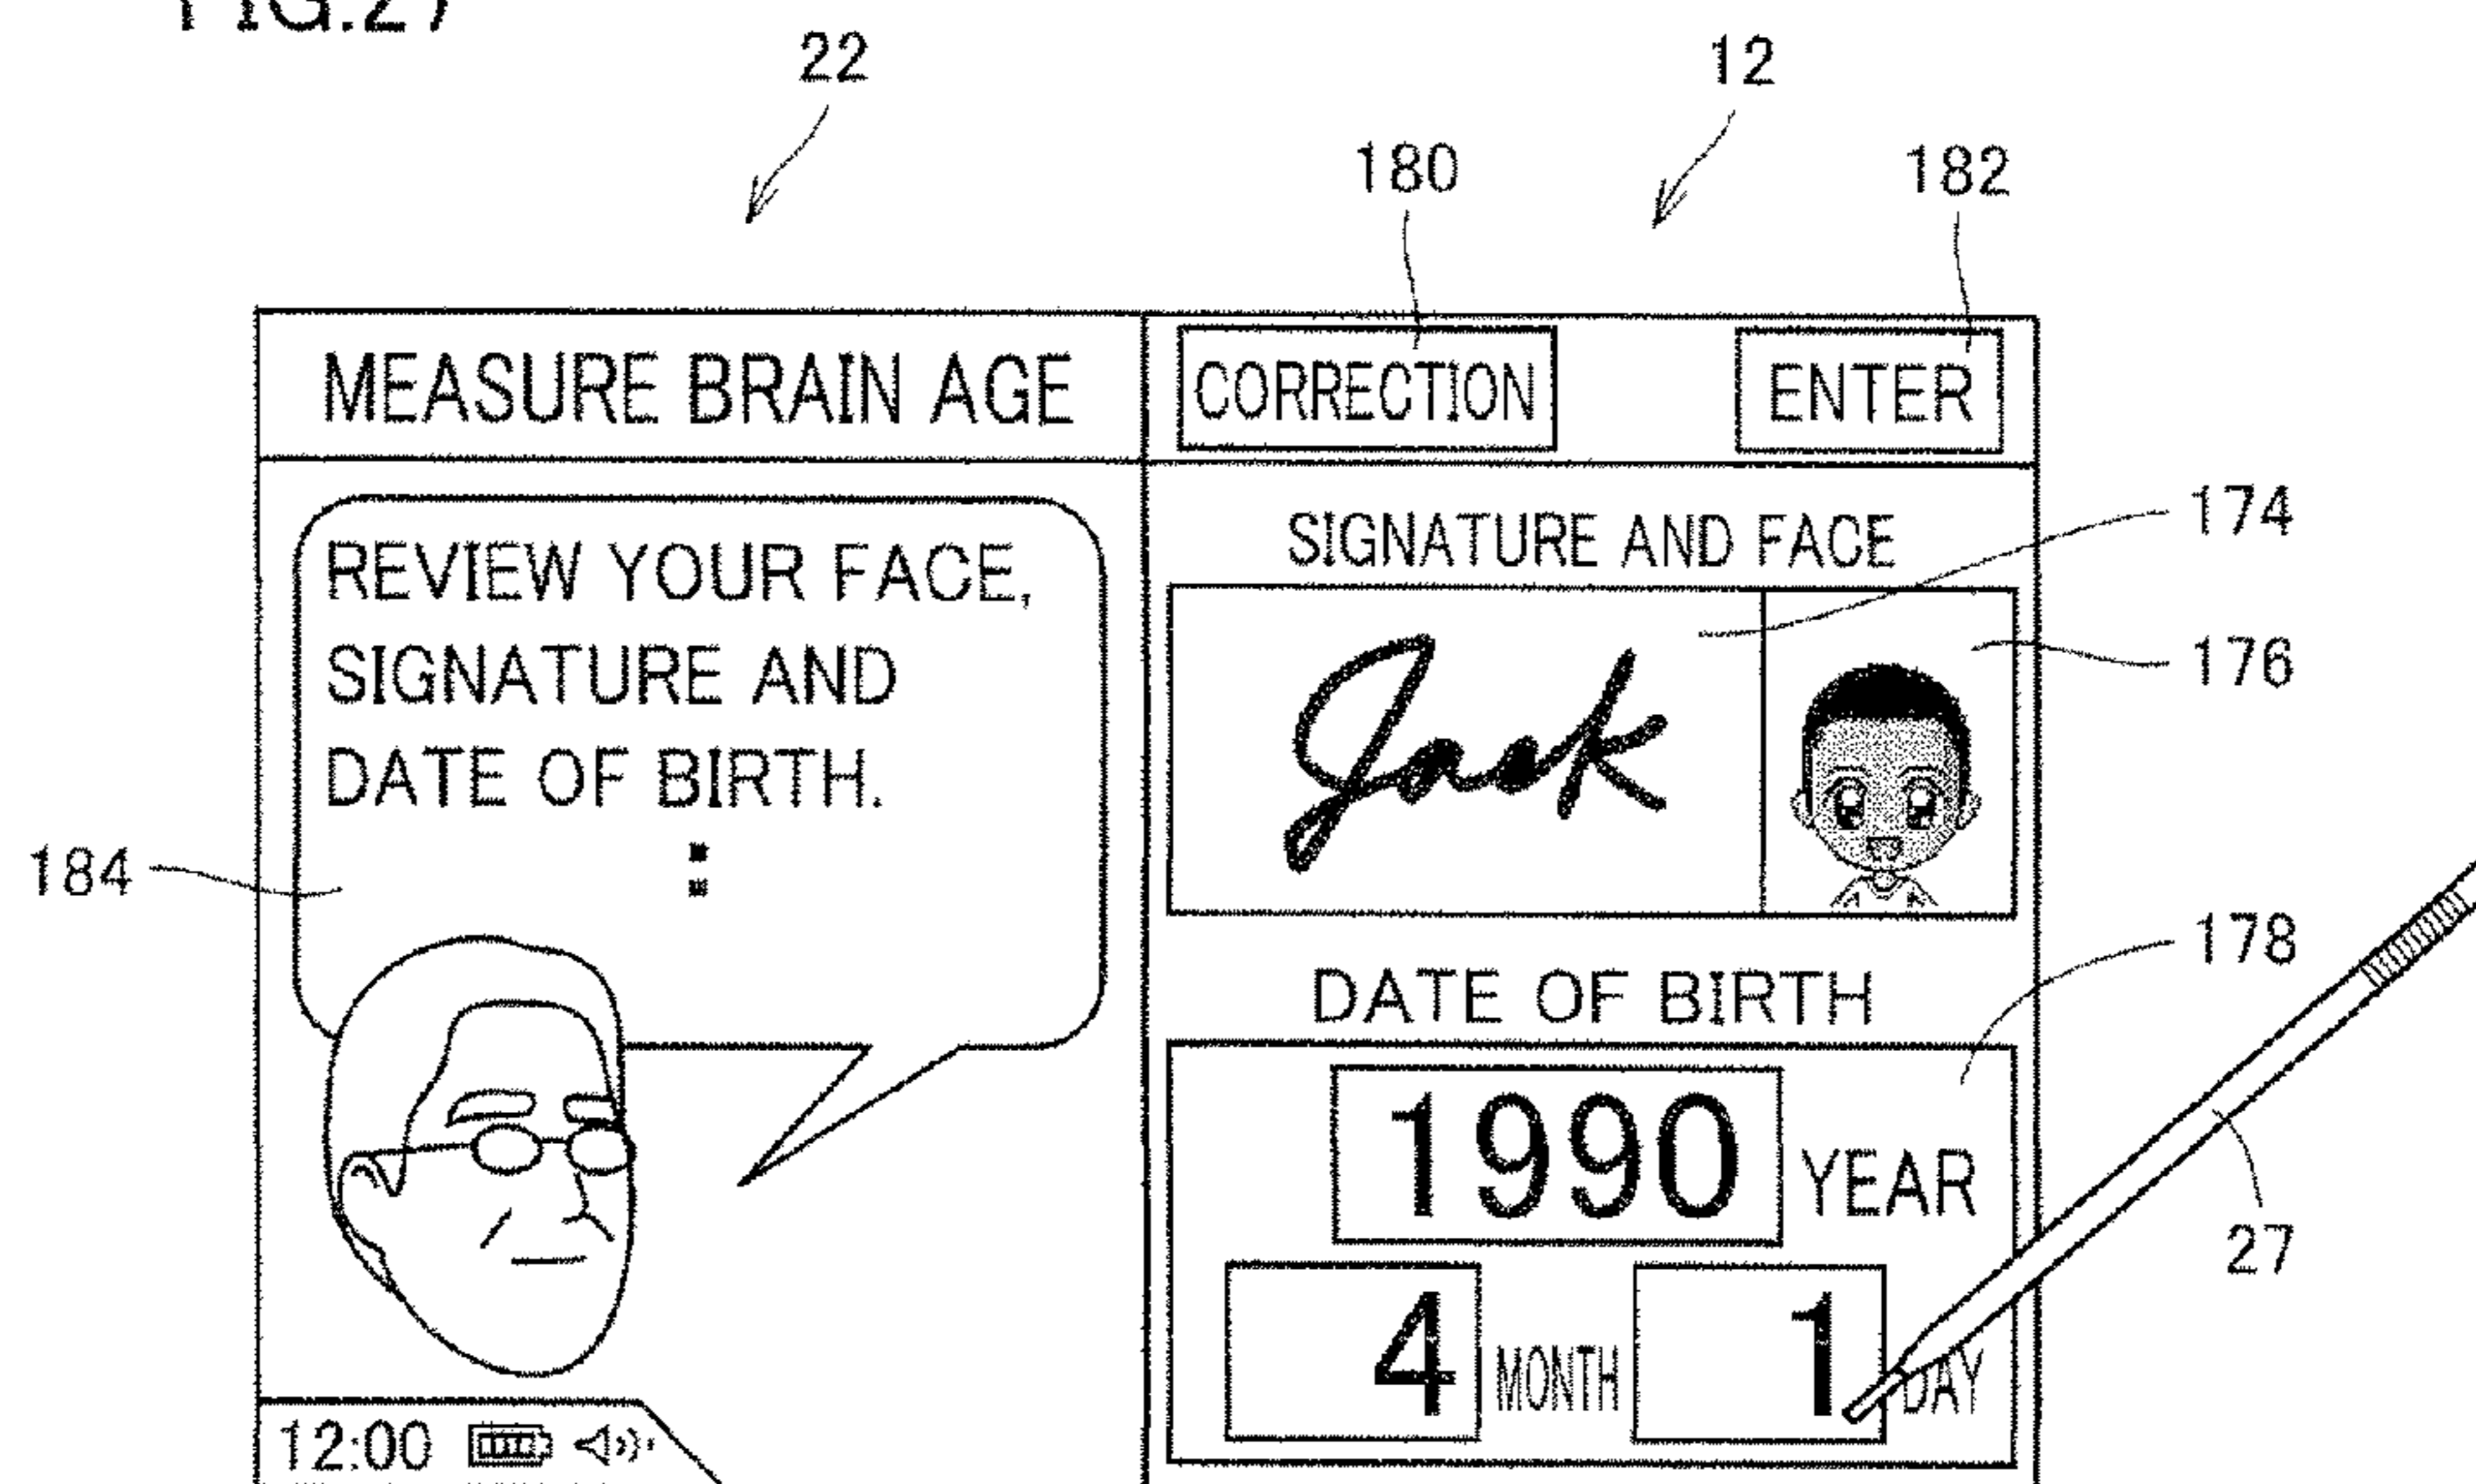 FIG.27
22
12
180
182
MEASURE BRAIN AGE
CORRECTION
ENTER
SIGNATURE AND FACE
174
REVIEW YOUR FACE,
SIGNATURE AND
DATE OF BIRTH.
Jack
176
184
178
DATE OF BIRTH
1990 YEAR
27
4 MONTH 1 DAY
12:00